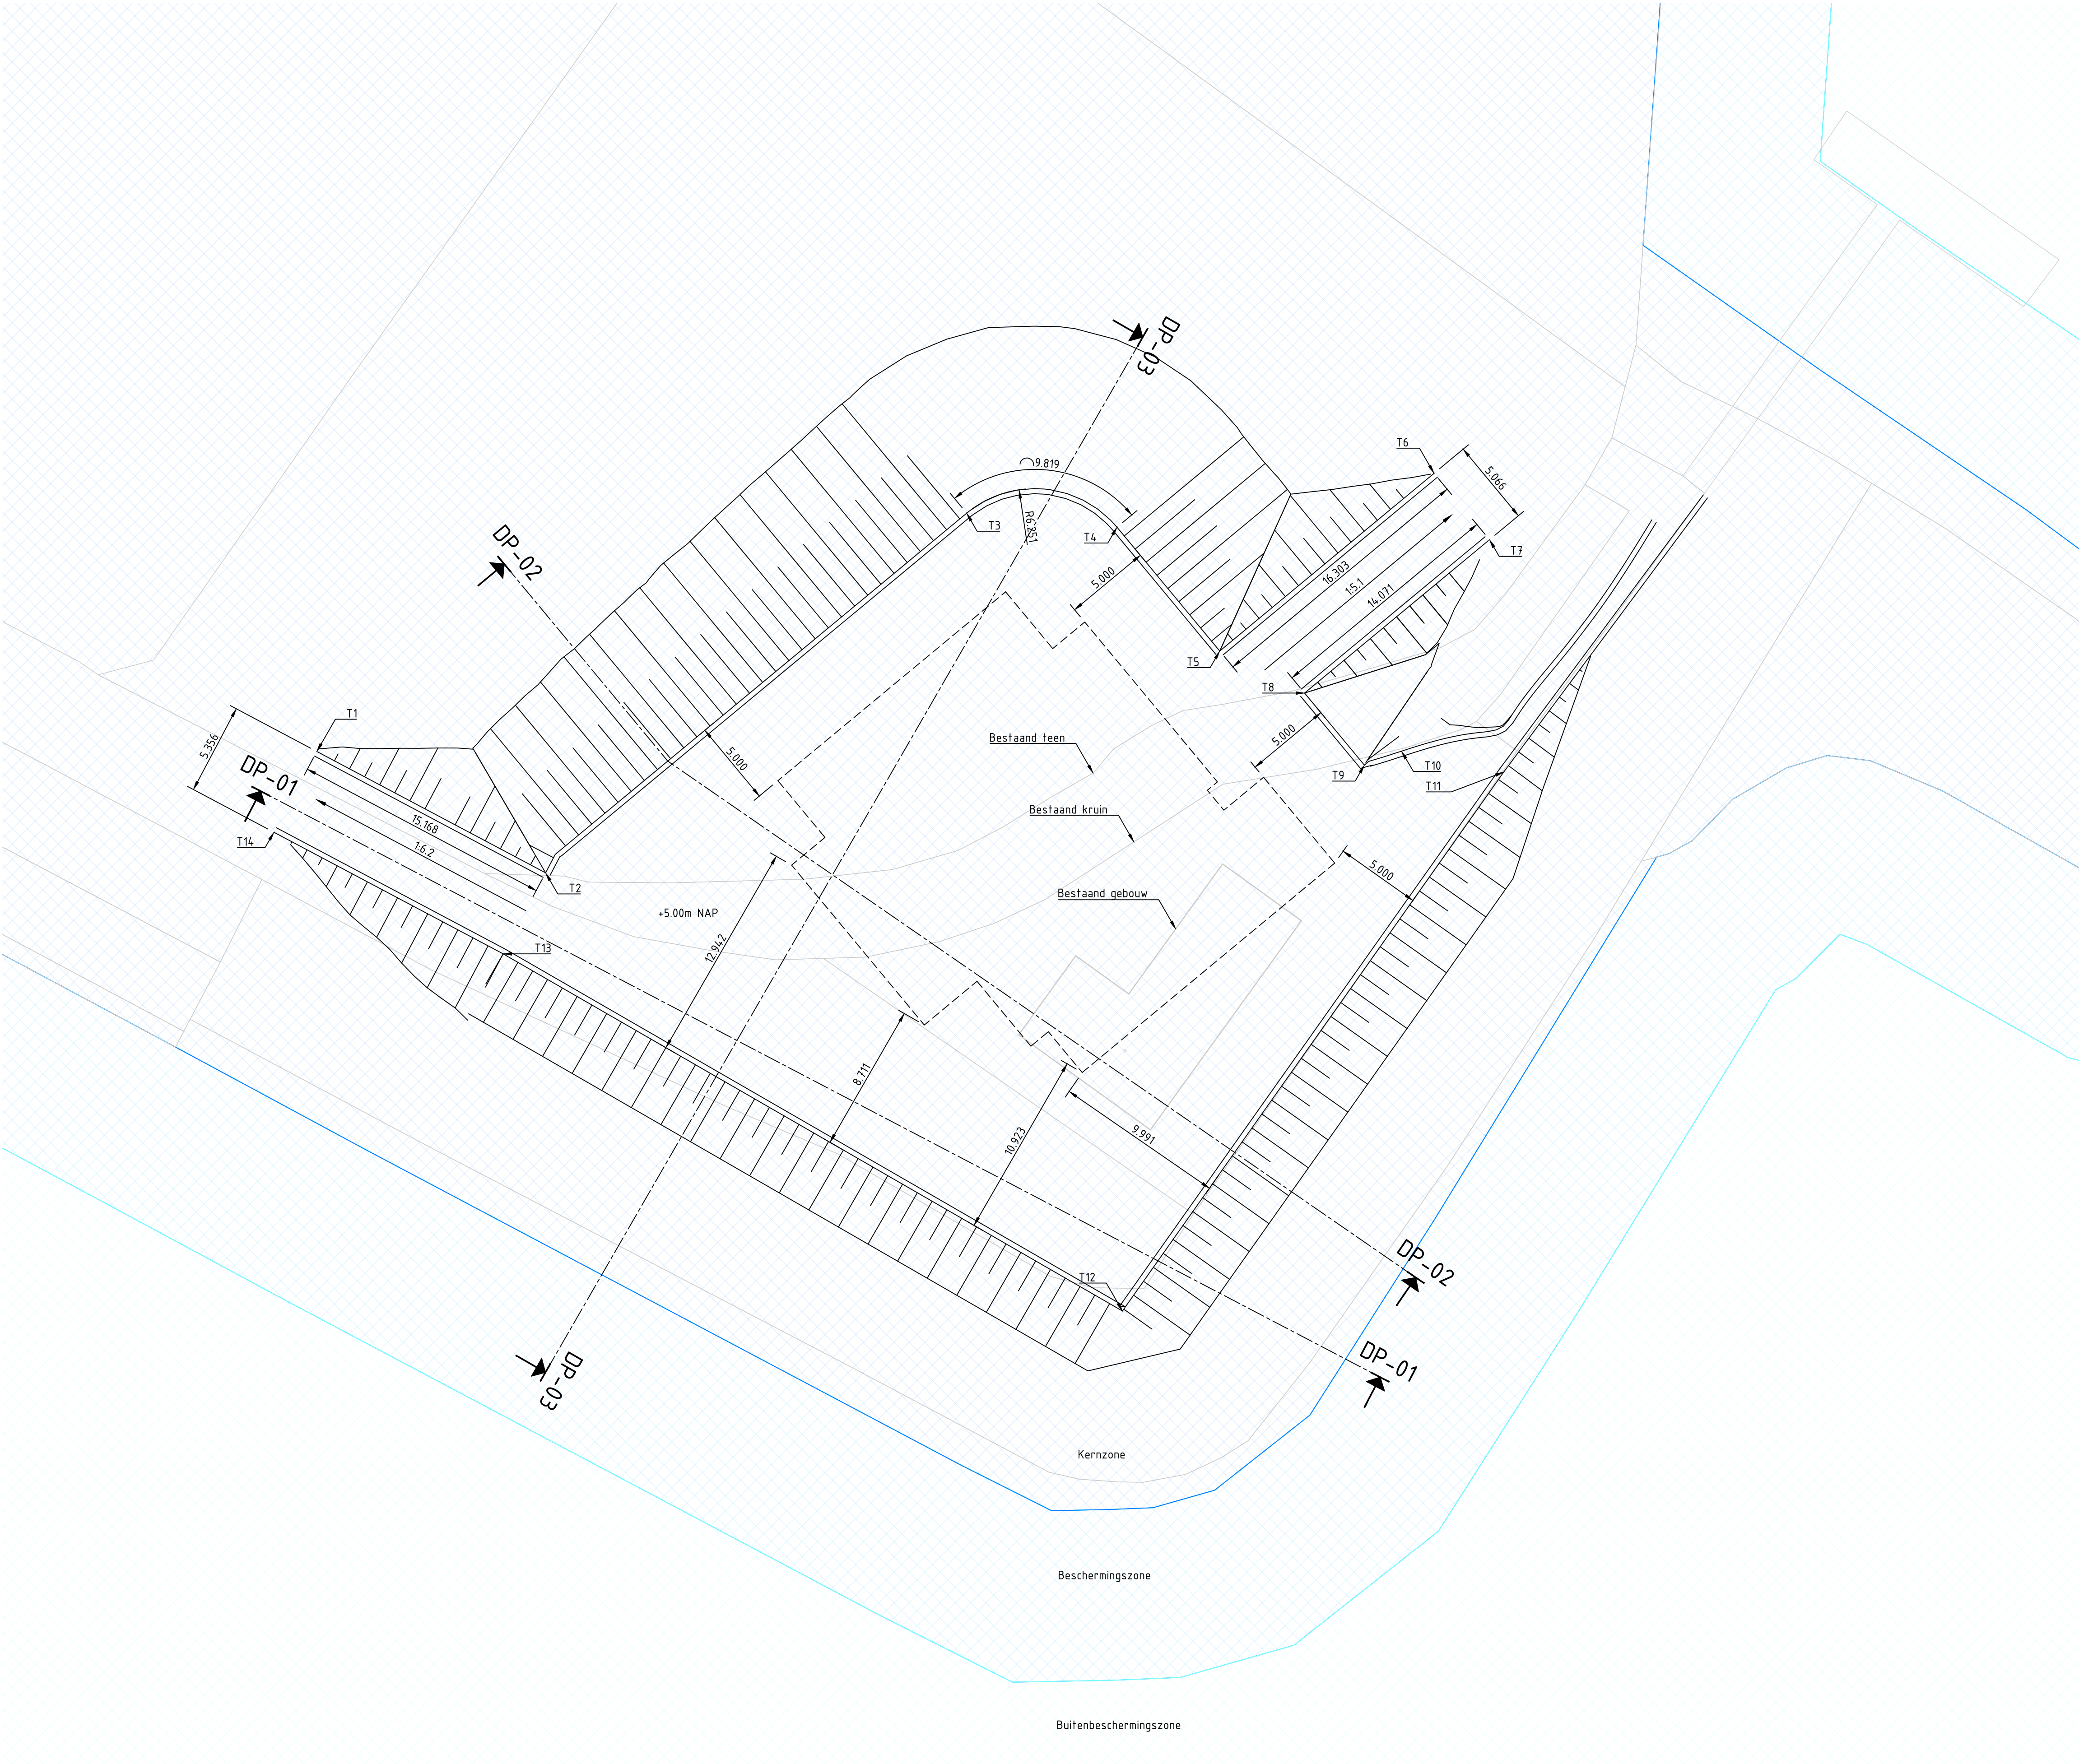 DP-03
T6
9.819
5.066
T3
R6.251
T4
T7
DP-02
5.000
16.303
1:5.1
14.071
T5
T8
T1
5.356
Bestaand teen
5.000
5.000
DP-01
T9
T10
T11
15.168
Bestaand kruin
T14
1:6.2
T2
5.000
Bestaand gebouw
+5.00m NAP
12.942
T13
8.711
10.923
9.991
T12
DP-02
DP-03
DP-01
Kernzone
Beschermingszone
Buitenbeschermingszone